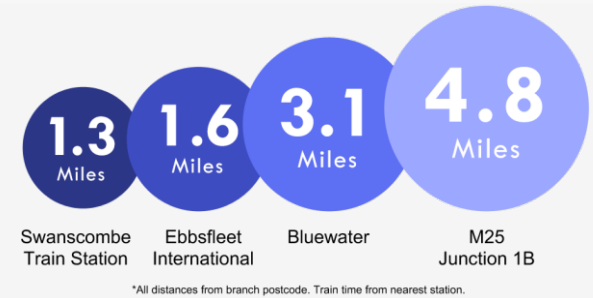 1.3
Miles
1.6
Miles
3.1
Miles
4.8
Miles
Swanscombe
Train Station
Ebbsfleet
International
Bluewater
M25
Junction 1B
*All distances from branch postcode. Train time from nearest station.